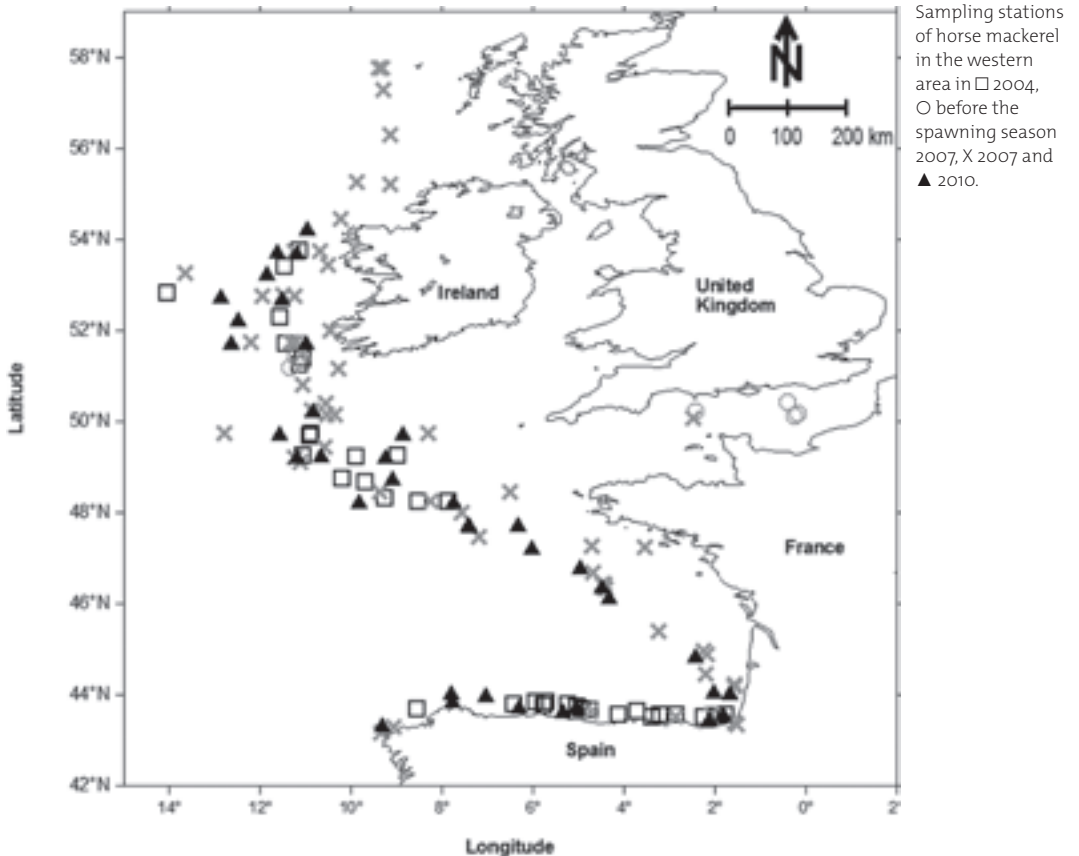 Sampling stations
of horse mackerel
in the western
area in □ 2004,
○ before the
spawning season
2007, X 2007 and
▲ 2010.
N
0 100 200 km
58°N
56°N
54°N
52°N
50°N
48°N
46°N
44°N
42°N
Latitude
Ireland
United
Kingdom
France
Spain
14° 12° 10° 8° 6° 4° 2° 0° 2°
Longitude